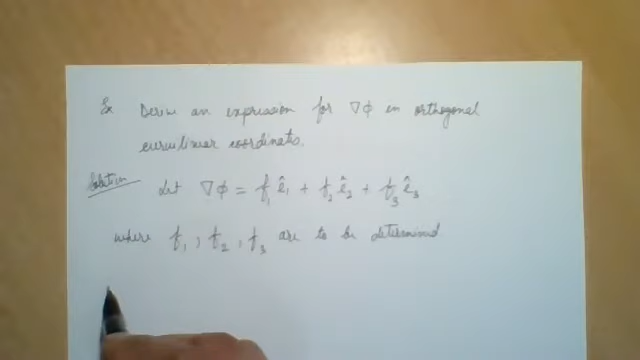 Ex Derive an expression for ∇φ in orthogonal
curvilinear coordinates.
Solution Let ∇φ = f₁ ê₁ + f₂ ê₂ + f₃ ê₃
where f₁, f₂, f₃ are to be determined